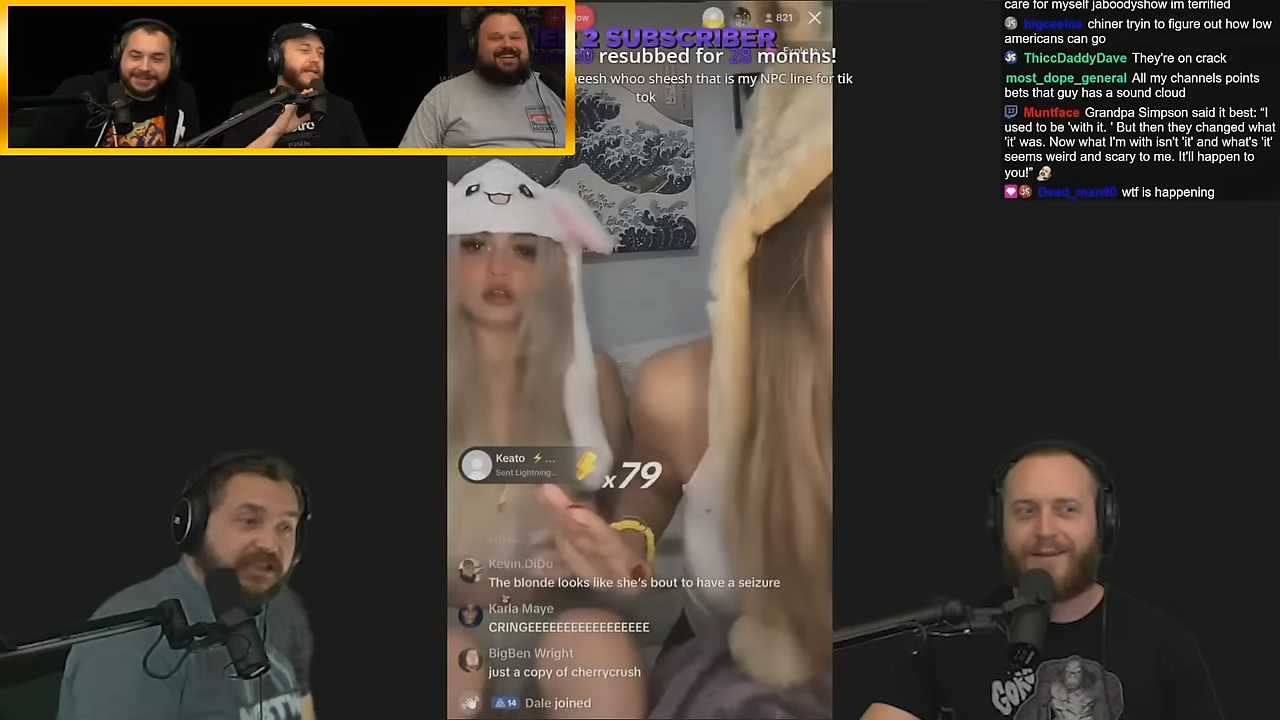 821
2 SUBSCRIBER
resubbed for 28 months!
heesh whoo sheesh that is my NPC line for tik
tok
care for myself jaboodyshow im terrified
bigceelos chiner tryin to figure out how low
americans can go
ThiccDaddyDave They're on crack
most_dope_general All my channels points
bets that guy has a sound cloud
Muntface Grandpa Simpson said it best: “I
used to be 'with it. ' But then they changed what
'it' was. Now what I'm with isn't 'it' and what's 'it'
seems weird and scary to me. It'll happen to
you!”
Dead_man60 wtf is happening
Keato ⚡...
Sent Lightning...
x79
Kevin.DiDo
The blonde looks like she’s bout to have a seizure
Karla Maye
CRINGEEEEEEEEEEEEEEEEE
BigBen Wright
just a copy of cherrycrush
14 Dale joined